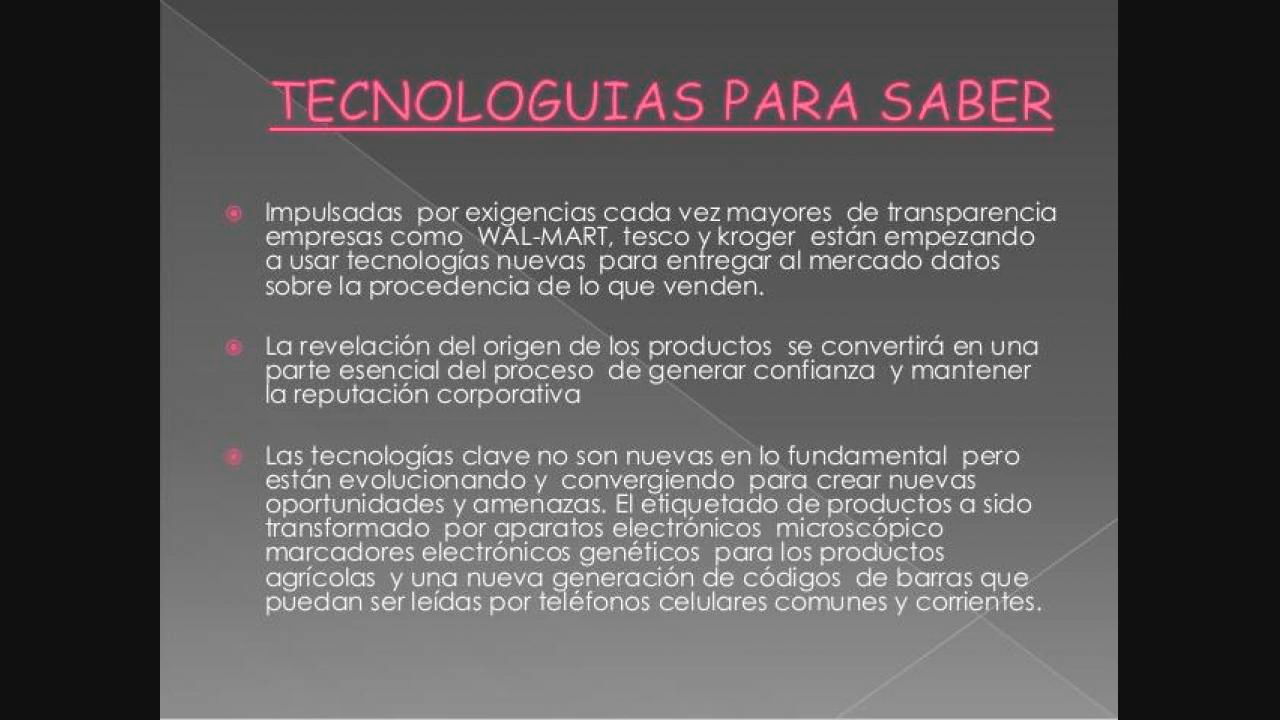 TECNOLOGUIAS PARA SABER
Impulsadas por exigencias cada vez mayores de transparencia
empresas como WAL-MART, tesco y kroger están empezando
a usar tecnologías nuevas para entregar al mercado datos
sobre la procedencia de lo que venden.
La revelación del origen de los productos se convertirá en una
parte esencial del proceso de generar confianza y mantener
la reputación corporativa
Las tecnologías clave no son nuevas en lo fundamental pero
están evolucionando y convergiendo para crear nuevas
oportunidades y amenazas. El etiquetado de productos a sido
transformado por aparatos electrónicos microscópico
marcadores electrónicos genéticos para los productos
agrícolas y una nueva generación de códigos de barras que
puedan ser leídas por teléfonos celulares comunes y corrientes.